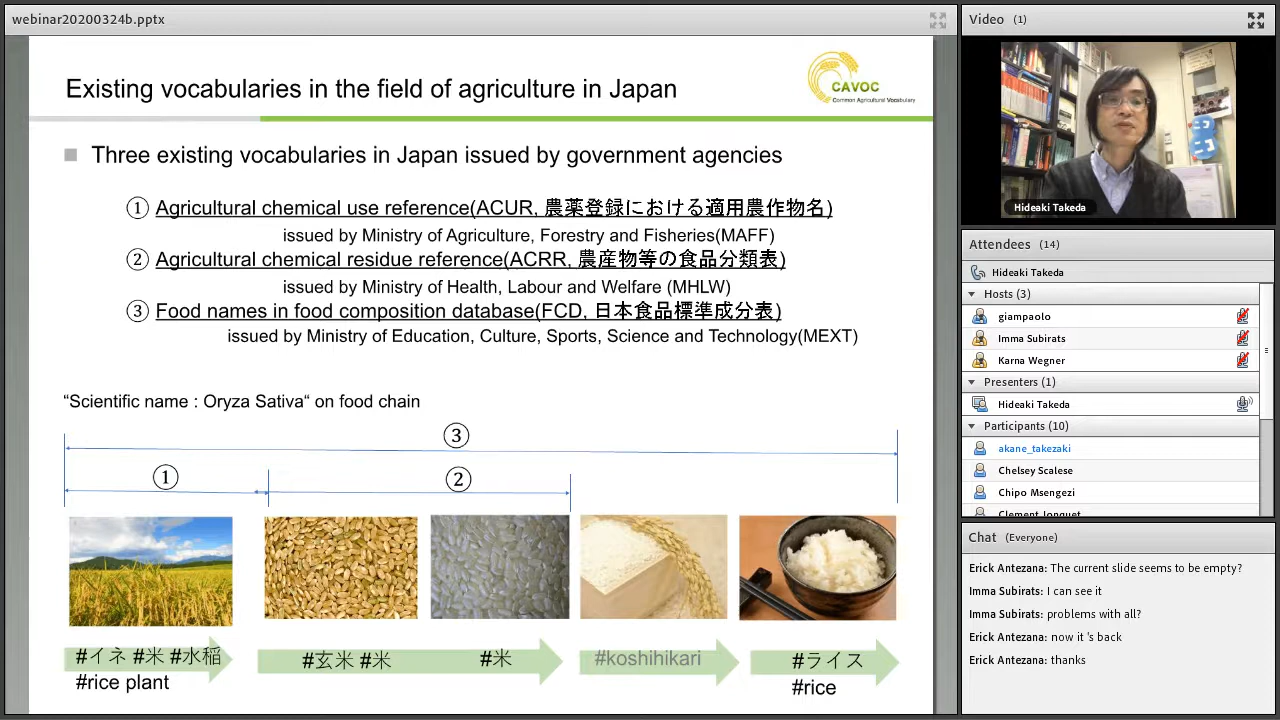 webinar20200324b.pptx
Existing vocabularies in the field of agriculture in Japan
CAVOC
Common Agricultural Vocabulary
Three existing vocabularies in Japan issued by government agencies
① Agricultural chemical use reference(ACUR, 農薬登録における適用農作物名)
issued by Ministry of Agriculture, Forestry and Fisheries(MAFF)
② Agricultural chemical residue reference(ACRR, 農産物等の食品分類表)
issued by Ministry of Health, Labour and Welfare (MHLW)
③ Food names in food composition database(FCD, 日本食品標準成分表)
issued by Ministry of Education, Culture, Sports, Science and Technology(MEXT)
“Scientific name : Oryza Sativa“ on food chain
③
① ②
#イネ #米 #水稲
#rice plant
#玄米 #米
#米
#koshihikari
#ライス
#rice
Video (1)
Hideaki Takeda
Attendees (14)
Hideaki Takeda
Hosts (3)
giampaolo
Imma Subirats
Karna Wegner
Presenters (1)
Hideaki Takeda
Participants (10)
akane_takezaki
Chelsey Scalese
Chipo Msengezi
Clement Jonquet
Chat (Everyone)
Erick Antezana: The current slide seems to be empty?
Imma Subirats: I can see it
Imma Subirats: problems with all?
Erick Antezana: now it 's back
Erick Antezana: thanks